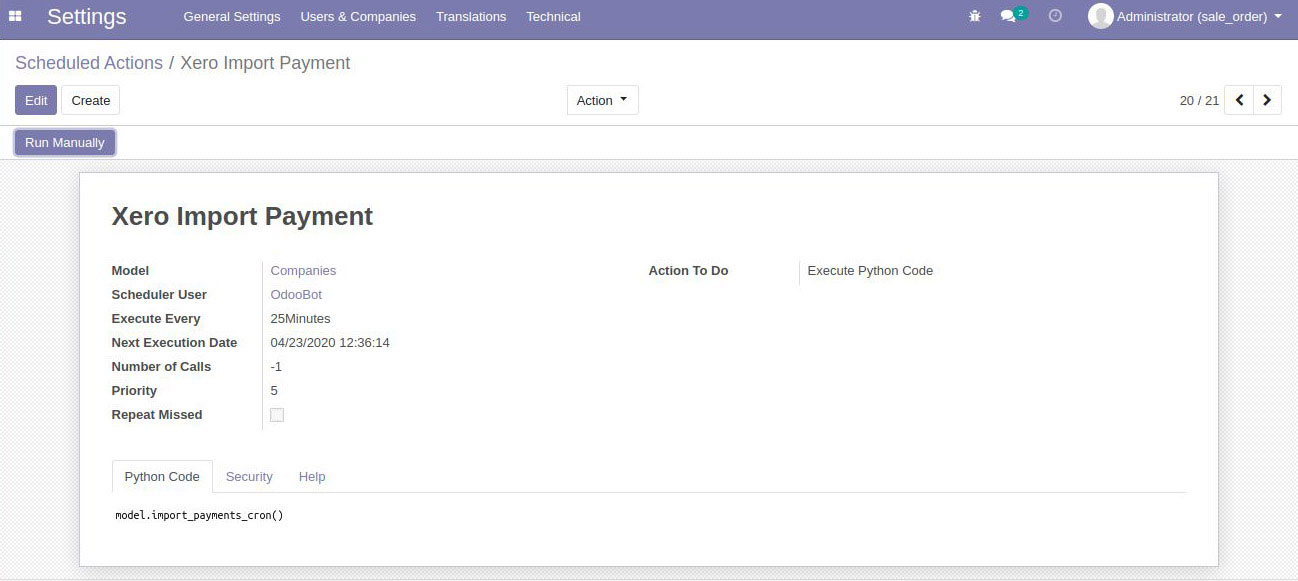 Settings General Settings Users & Companies Translations Technical 2 Administrator (sale_order)
Scheduled Actions / Xero Import Payment
Edit Create Action 20 / 21
Run Manually
Xero Import Payment
Model Companies Action To Do Execute Python Code
Scheduler User OdooBot
Execute Every 25Minutes
Next Execution Date 04/23/2020 12:36:14
Number of Calls -1
Priority 5
Repeat Missed
Python Code Security Help
model.import_payments_cron()